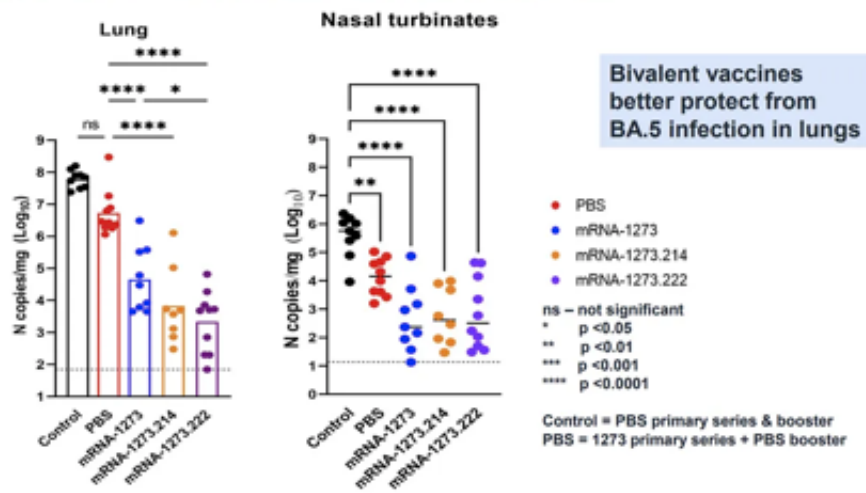 Lung
****
**** *
ns ****
9
8
7
6
5
4
3
2
1
N copies/mg (Log10)
Control
PBS
mRNA-1273
mRNA-1273.214
mRNA-1273.222
Nasal turbinates
****
****
****
**
9
8
7
6
5
4
3
2
1
0
N copies/mg (Log10)
Control
PBS
mRNA-1273
mRNA-1273.214
mRNA-1273.222
Bivalent vaccines
better protect from
BA.5 infection in lungs
PBS
mRNA-1273
mRNA-1273.214
mRNA-1273.222
ns – not significant
* p <0.05
** p <0.01
*** p <0.001
**** p <0.0001
Control = PBS primary series & booster
PBS = 1273 primary series + PBS booster